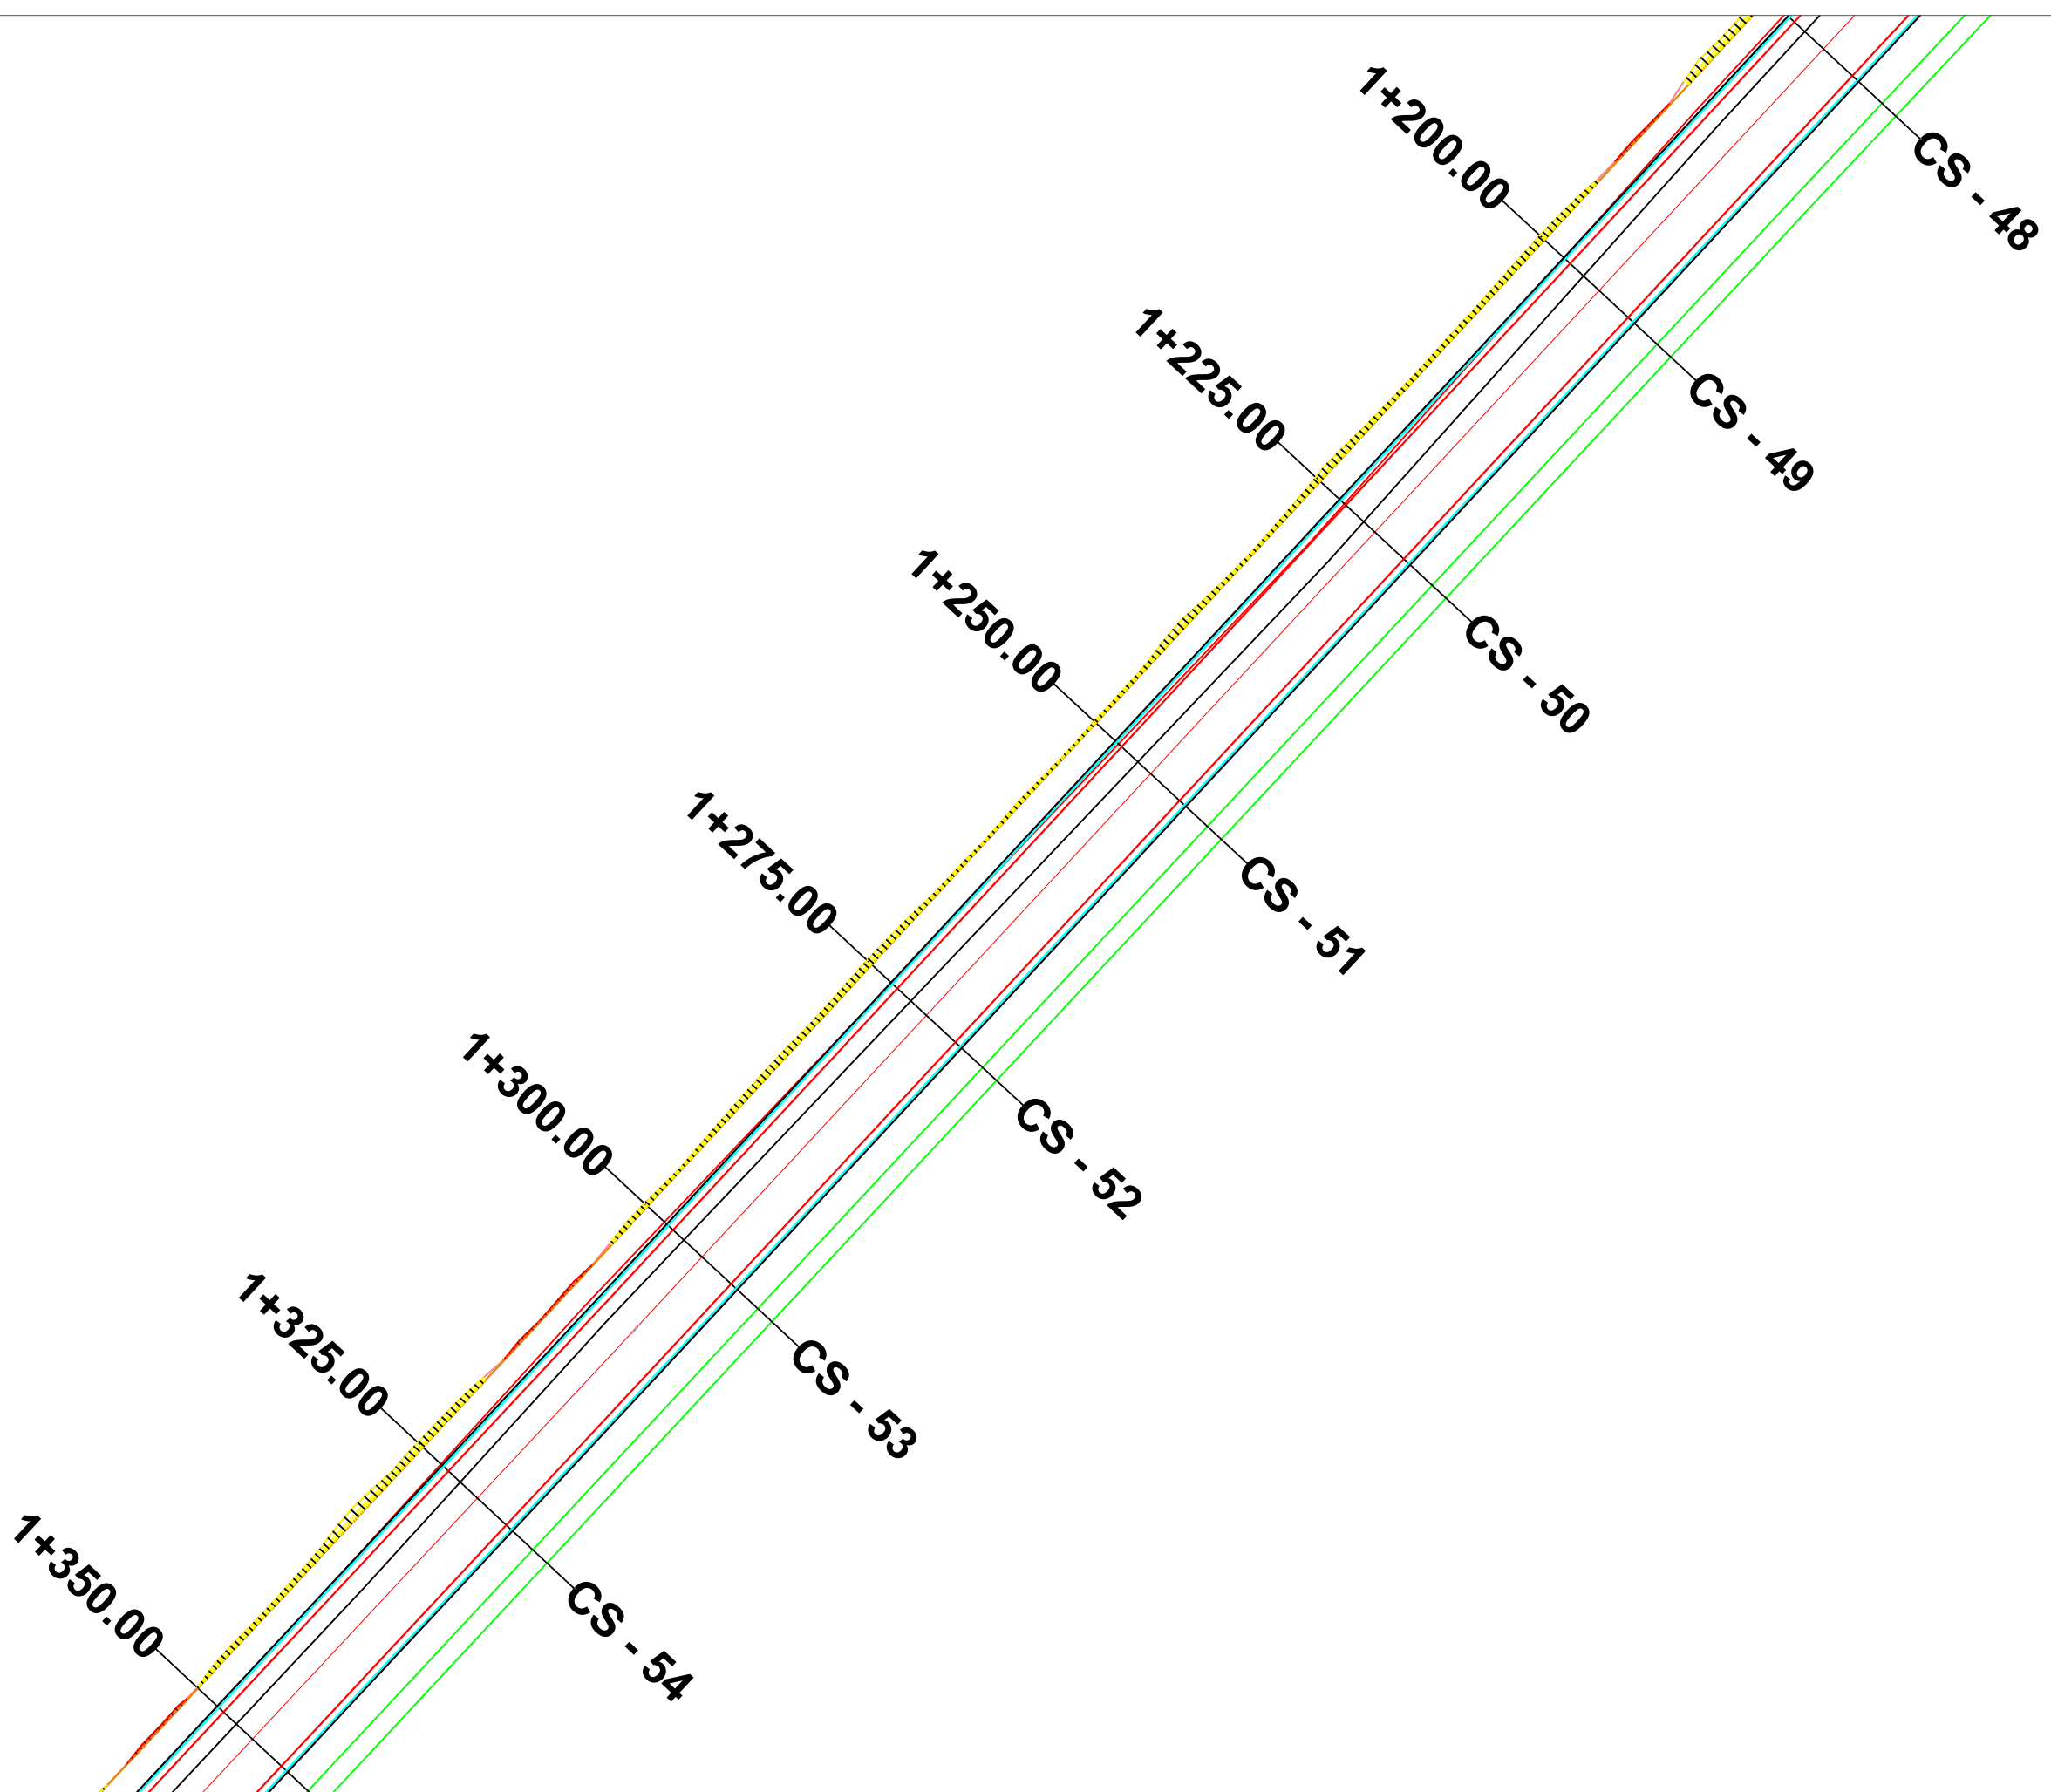 CS - 48
1+200.00
CS - 49
1+225.00
CS - 50
1+250.00
CS - 51
1+275.00
CS - 52
1+300.00
CS - 53
1+325.00
CS - 54
1+350.00